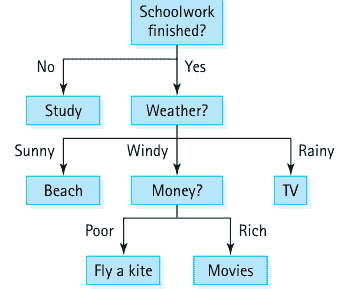 Schoolwork
finished?
No
Yes
Study
Weather?
Sunny
Windy
Rainy
Beach
Money?
TV
Poor
Rich
Fly a kite
Movies